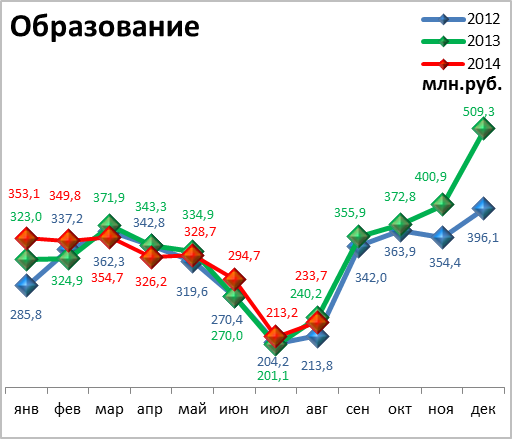 Образование
2012
2013
2014
млн.руб.
509,3
353,1 349,8 371,9 343,3 334,9 355,9 372,8 400,9
323,0 337,2 342,8 328,7 294,7 233,7
285,8 324,9 362,3 354,7 326,2 319,6 270,4 270,0 213,2 240,2 342,0 363,9 354,4 396,1
204,2 213,8
201,1
янв фев мар апр май июн июл авг сен окт ноя дек